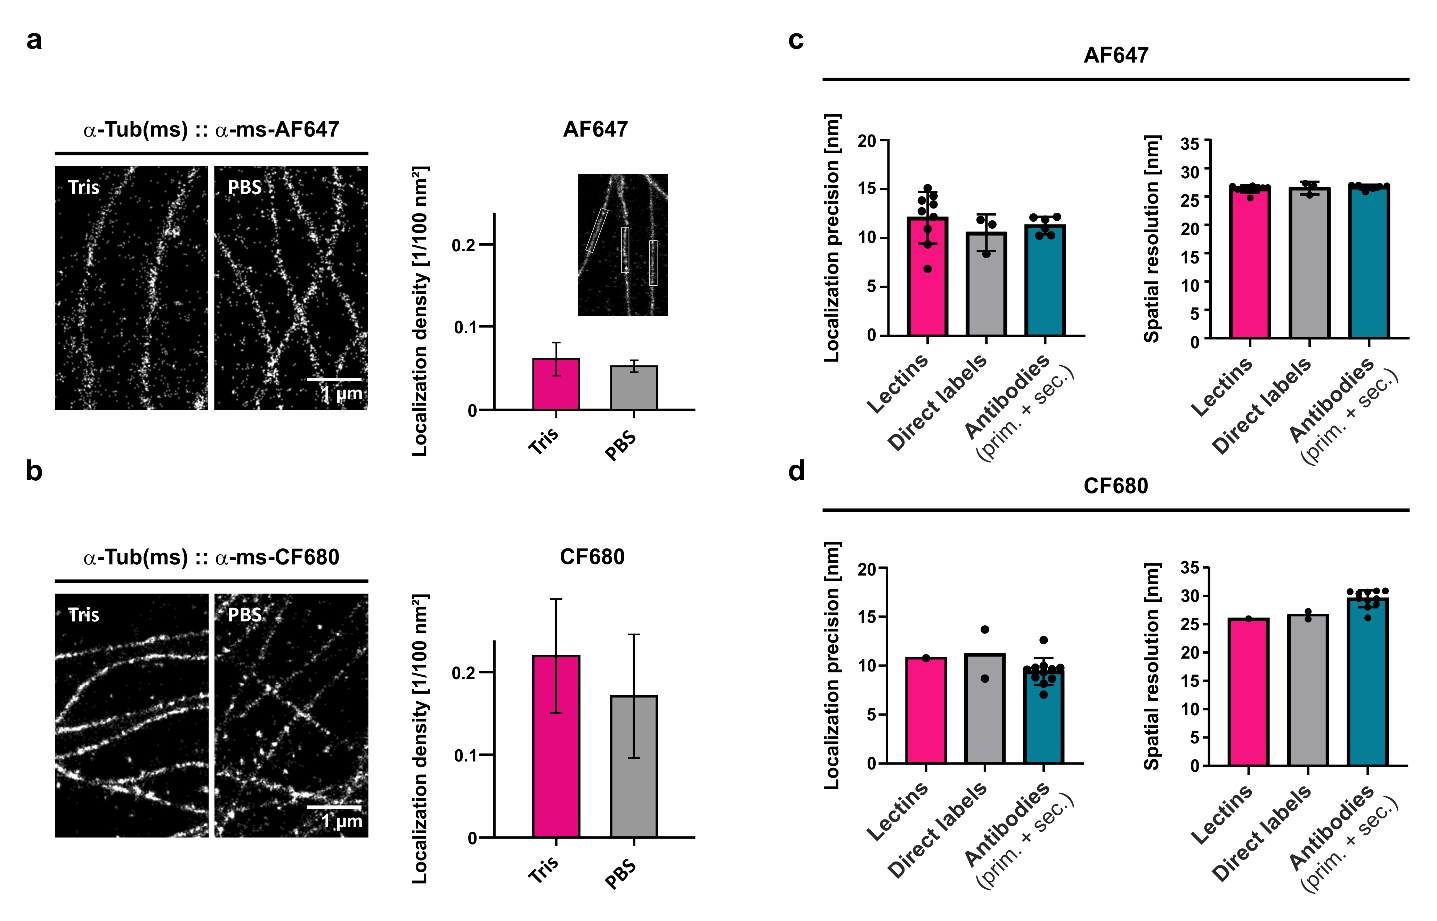 a
α-Tub(ms) :: α-ms-AF647
Tris
PBS
1 µm
AF647
Localization density [1/100 nm²]
0.2
0.1
0
Tris
PBS
b
α-Tub(ms) :: α-ms-CF680
Tris
PBS
1 µm
CF680
Localization density [1/100 nm²]
0.2
0.1
0
Tris
PBS
c
AF647
Localization precision [nm]
20
15
10
5
0
Lectins
Direct labels
Antibodies
(prim. + sec.)
Spatial resolution [nm]
35
30
25
20
15
10
5
0
Lectins
Direct labels
Antibodies
(prim. + sec.)
d
CF680
Localization precision [nm]
20
15
10
5
0
Lectins
Direct labels
Antibodies
(prim. + sec.)
Spatial resolution [nm]
35
30
25
20
15
10
5
0
Lectins
Direct labels
Antibodies
(prim. + sec.)